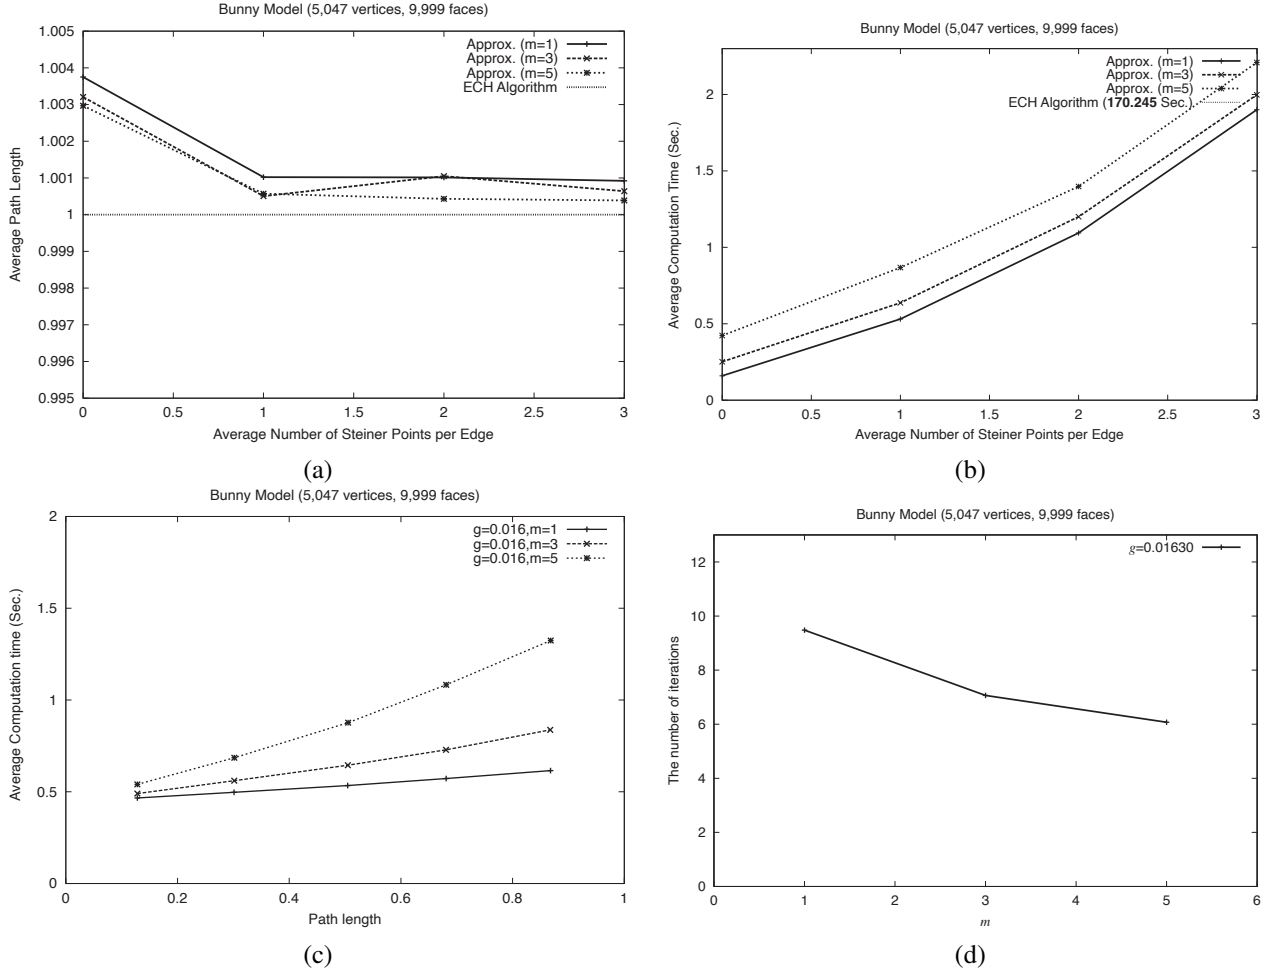 Bunny Model (5,047 vertices, 9,999 faces)
1.005
1.004
1.003
1.002
1.001
1
0.999
0.998
0.997
0.996
0.995
Average Path Length
Approx. (m=1)
Approx. (m=3)
Approx. (m=5)
ECH Algorithm
0 0.5 1 1.5 2 2.5 3
Average Number of Steiner Points per Edge
(a)
Bunny Model (5,047 vertices, 9,999 faces)
2
1.5
1
0.5
0
Average Computation Time (Sec.)
Approx. (m=1)
Approx. (m=3)
Approx. (m=5)
ECH Algorithm (170.245 Sec.)
0 0.5 1 1.5 2 2.5 3
Average Number of Steiner Points per Edge
(b)
Bunny Model (5,047 vertices, 9,999 faces)
2
1.5
1
0.5
0
Average Computation time (Sec.)
g=0.016,m=1
g=0.016,m=3
g=0.016,m=5
0 0.2 0.4 0.6 0.8 1
Path length
(c)
Bunny Model (5,047 vertices, 9,999 faces)
12
10
8
6
4
2
0
The number of iterations
g=0.01630
0 1 2 3 4 5 6
m
(d)